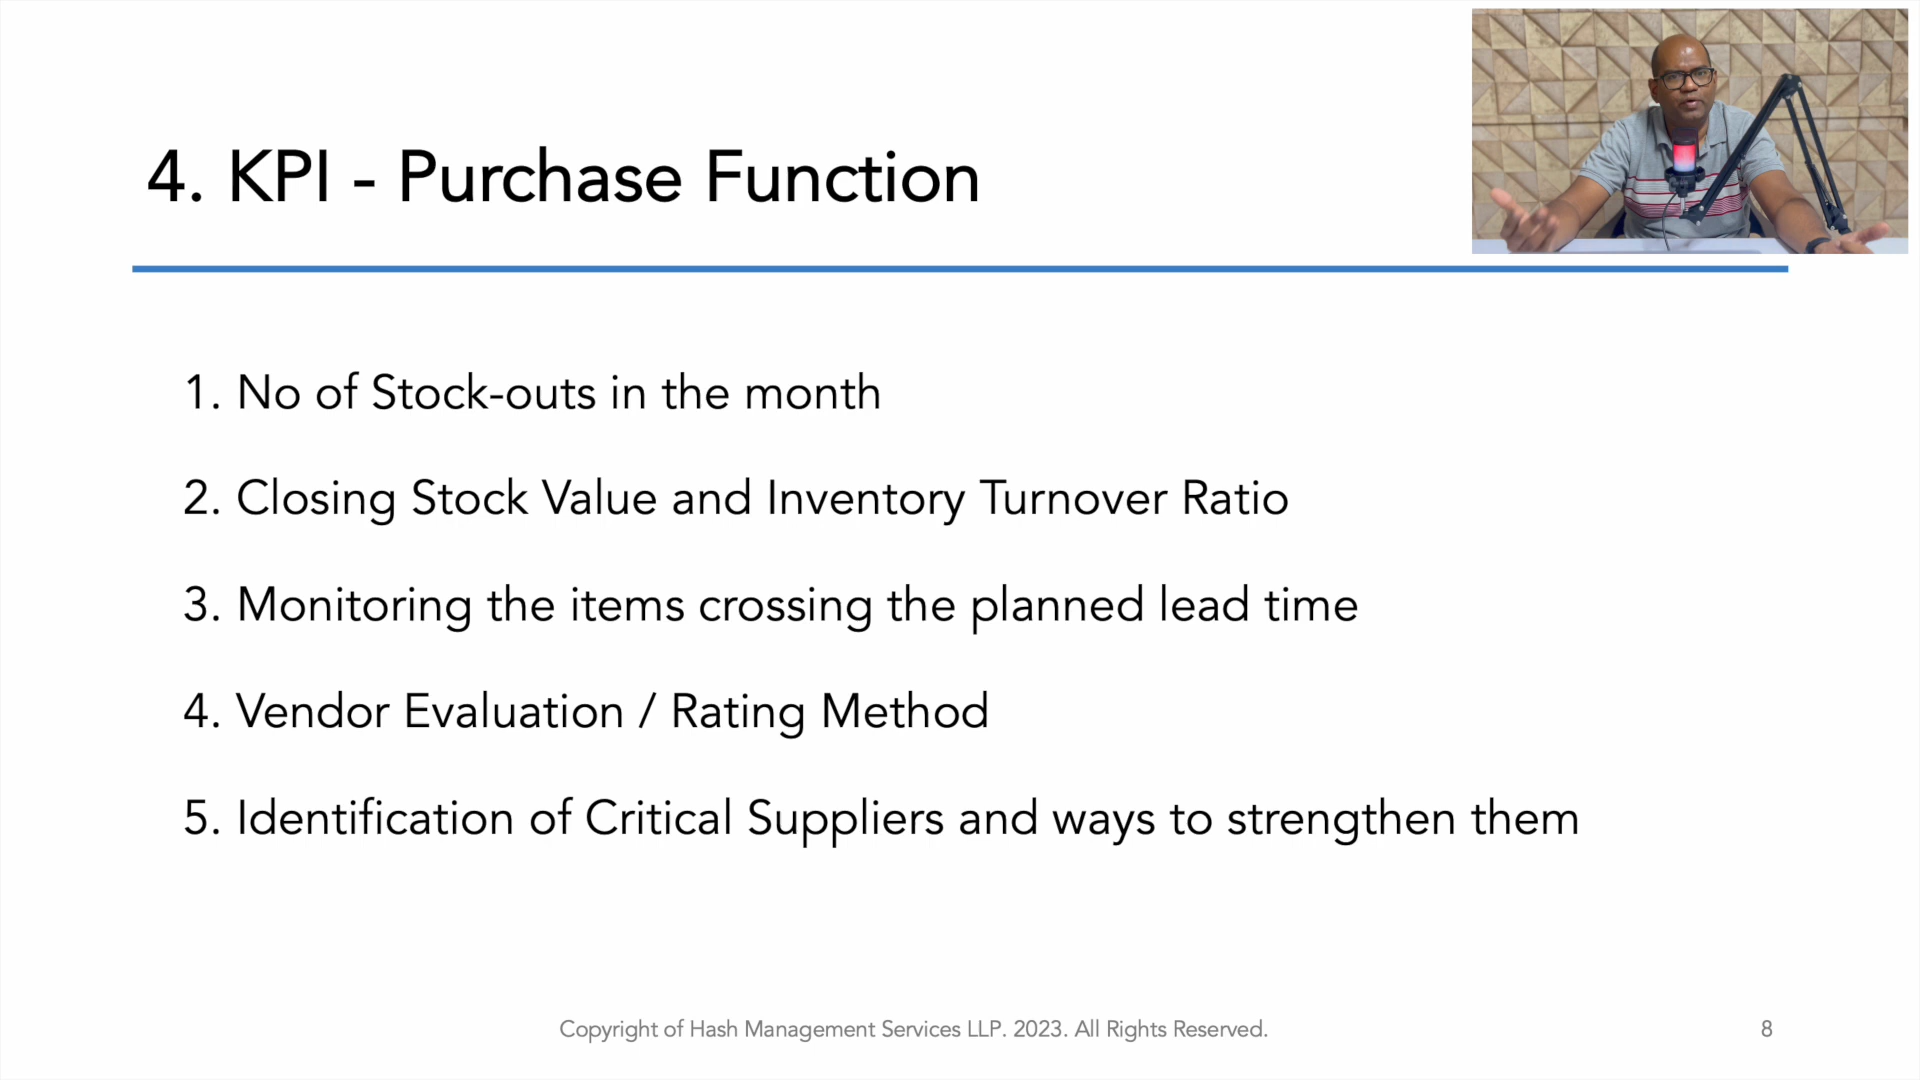 4. KPI - Purchase Function
1. No of Stock-outs in the month
2. Closing Stock Value and Inventory Turnover Ratio
3. Monitoring the items crossing the planned lead time
4. Vendor Evaluation / Rating Method
5. Identification of Critical Suppliers and ways to strengthen them
Copyright of Hash Management Services LLP. 2023. All Rights Reserved.
8